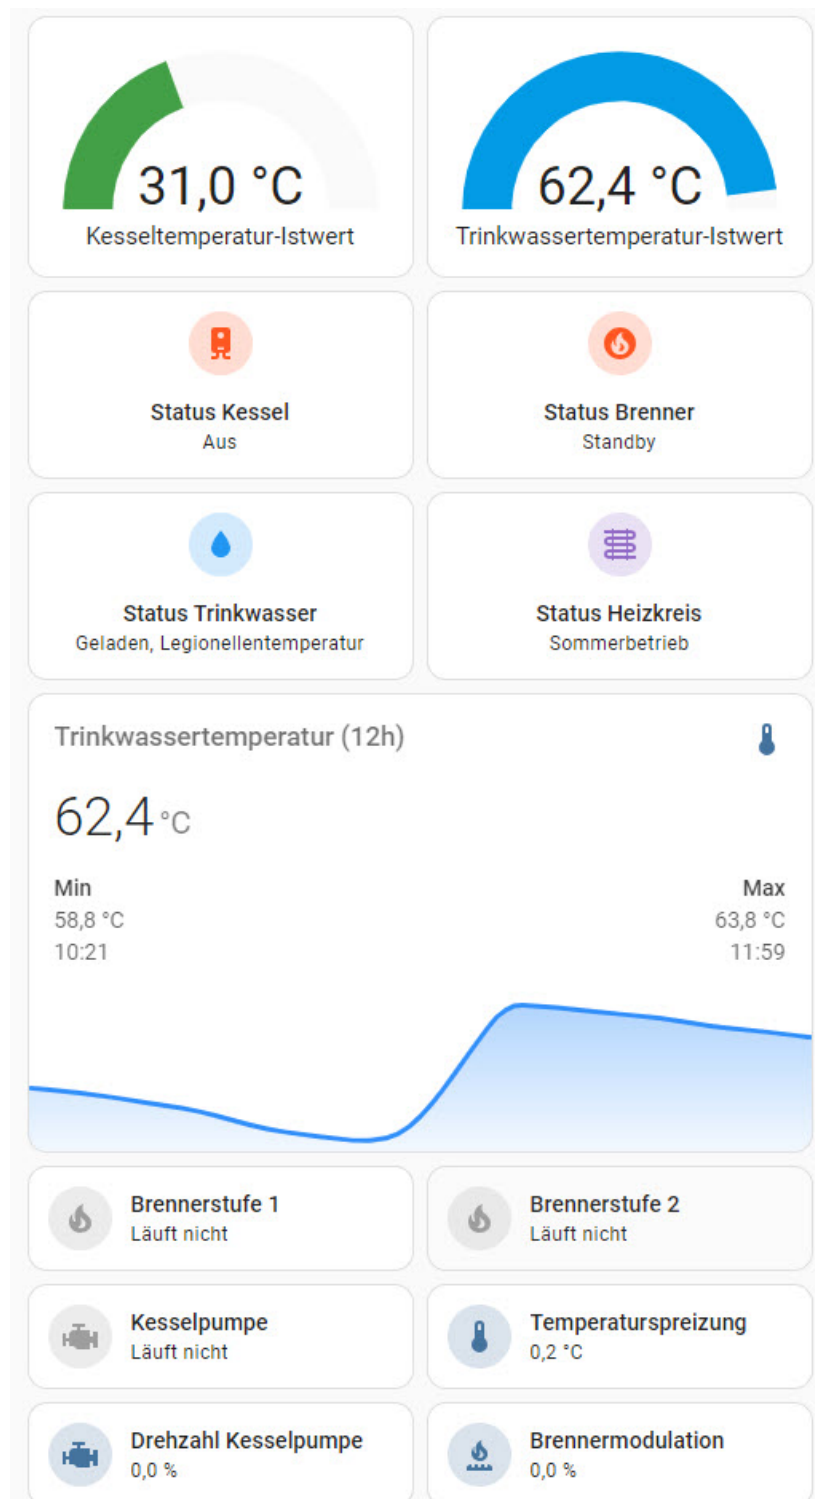 31,0 °C
Kesseltemperatur-Istwert
62,4 °C
Trinkwassertemperatur-Istwert
Status Kessel
Aus
Status Brenner
Standby
Status Trinkwasser
Geladen, Legionellentemperatur
Status Heizkreis
Sommerbetrieb
Trinkwassertemperatur (12h)
62,4 °C
Min
58,8 °C
10:21
Max
63,8 °C
11:59
Brennerstufe 1
Läuft nicht
Brennerstufe 2
Läuft nicht
Kesselpumpe
Läuft nicht
Temperaturspreizung
0,2 °C
Drehzahl Kesselpumpe
0,0 %
Brennermodulation
0,0 %